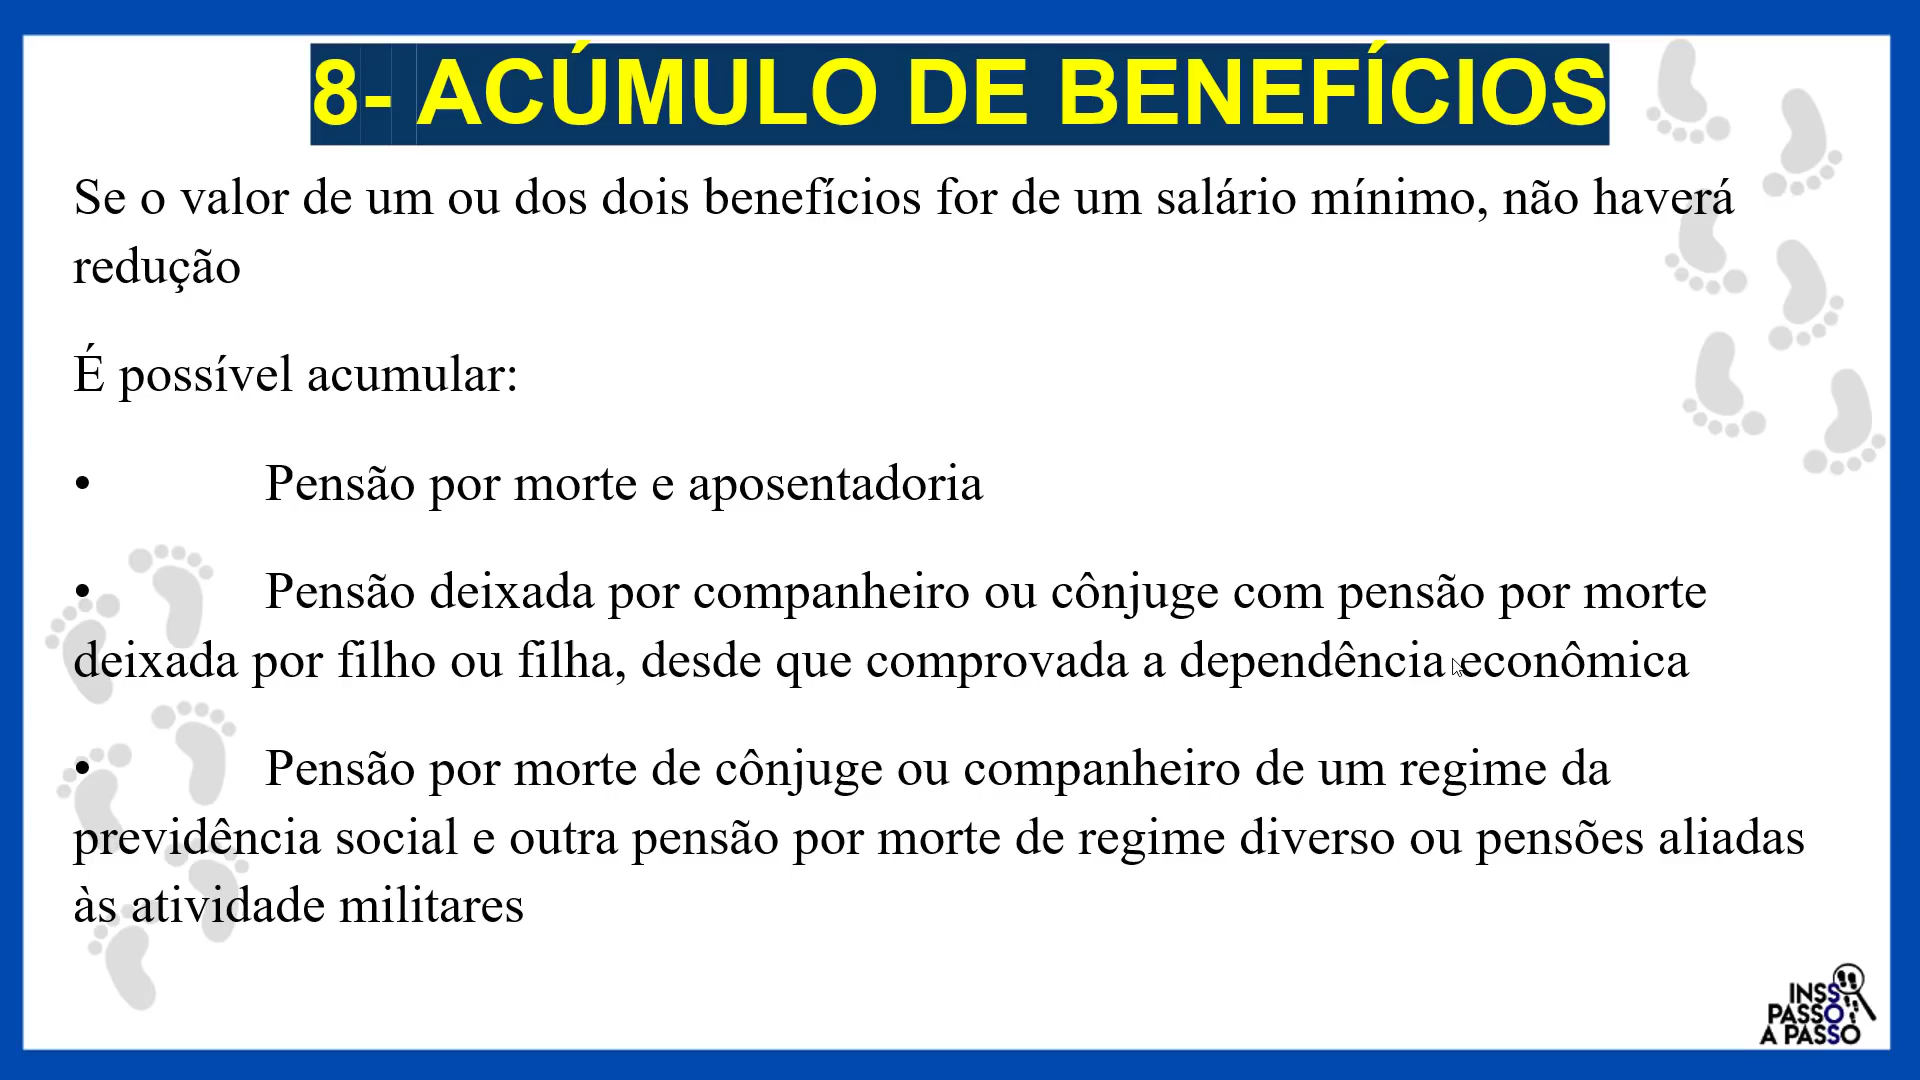 8- ACÚMULO DE BENEFÍCIOS
Se o valor de um ou dos dois benefícios for de um salário mínimo, não haverá
redução
É possível acumular:
• Pensão por morte e aposentadoria
• Pensão deixada por companheiro ou cônjuge com pensão por morte
deixada por filho ou filha, desde que comprovada a dependência econômica
• Pensão por morte de cônjuge ou companheiro de um regime da
previdência social e outra pensão por morte de regime diverso ou pensões aliadas
às atividade militares
INSS
PASSO
A PASSO